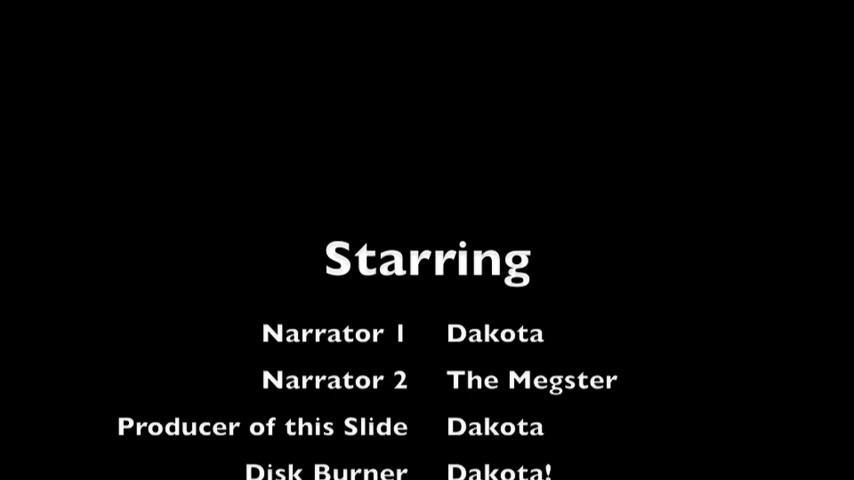 Starring
Narrator 1 Dakota
Narrator 2 The Megster
Producer of this Slide Dakota
Disk Burner Dakota!